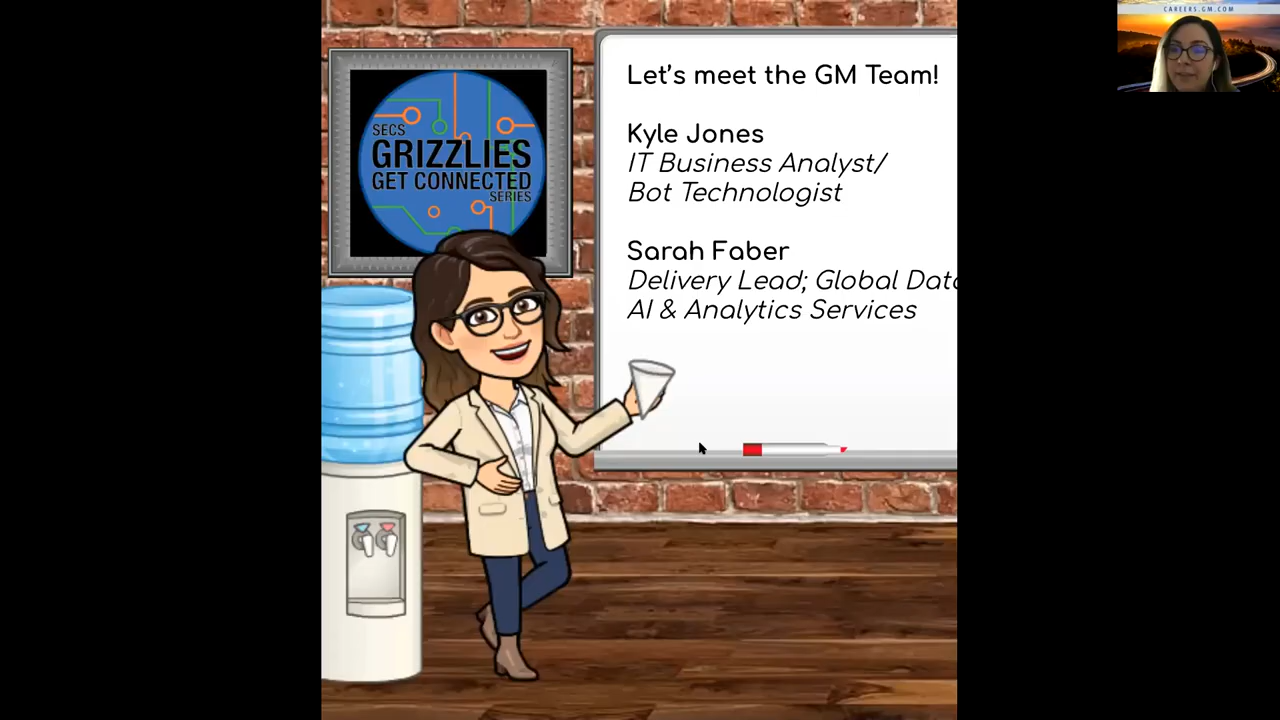 CAREERS.GM.COM
Let's meet the GM Team!
SECS
GRIZZLIES
GET CONNECTED
SERIES
Kyle Jones
IT Business Analyst/
Bot Technologist
Sarah Faber
Delivery Lead; Global Data
AI & Analytics Services